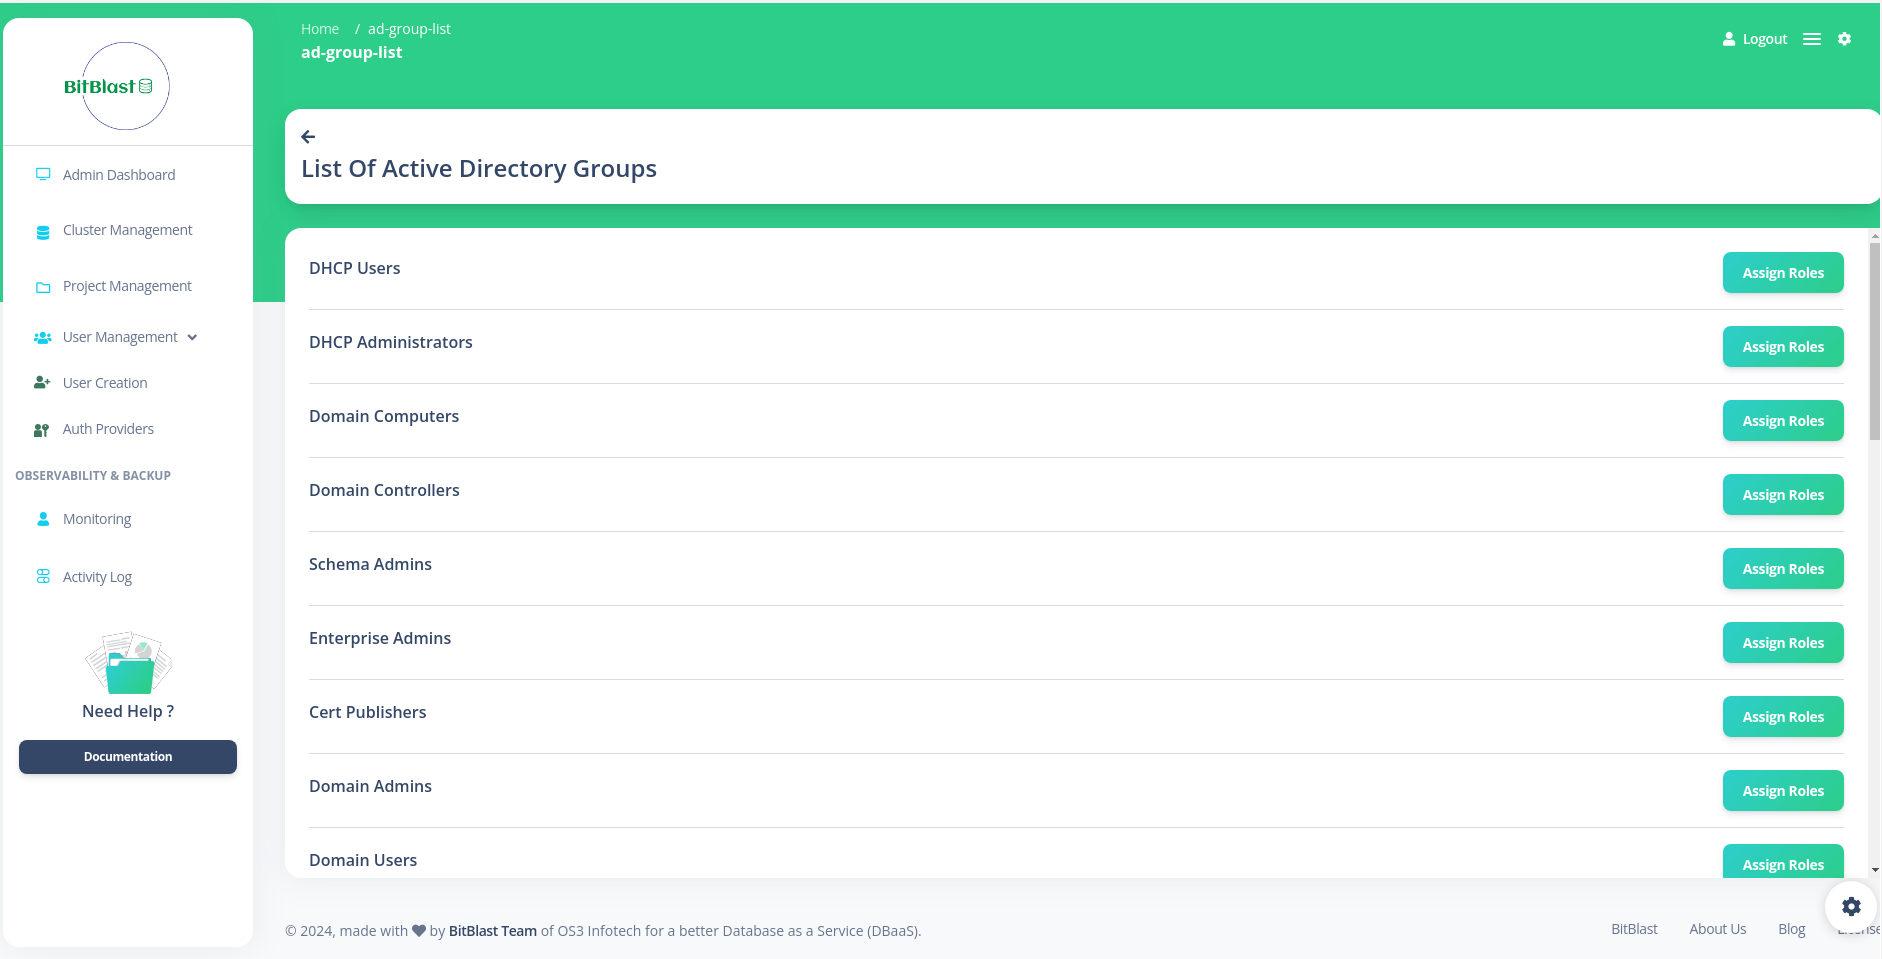 BitBlast
Admin Dashboard
Cluster Management
Project Management
User Management
User Creation
Auth Providers
OBSERVABILITY & BACKUP
Monitoring
Activity Log
Need Help ?
Documentation
Home / ad-group-list
ad-group-list
Logout
List Of Active Directory Groups
DHCP Users Assign Roles
DHCP Administrators Assign Roles
Domain Computers Assign Roles
Domain Controllers Assign Roles
Schema Admins Assign Roles
Enterprise Admins Assign Roles
Cert Publishers Assign Roles
Domain Admins Assign Roles
Domain Users Assign Roles
© 2024, made with by BitBlast Team of OS3 Infotech for a better Database as a Service (DBaaS).
BitBlast About Us Blog License